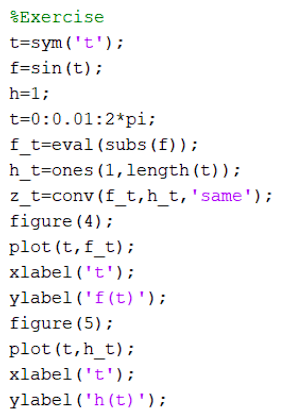 %Exercise
t=sym('t');
f=sin(t);
h=1;
t=0:0.01:2*pi;
f_t=eval(subs(f));
h_t=ones(1,length(t));
z_t=conv(f_t,h_t,'same');
figure(4);
plot(t,f_t);
xlabel('t');
ylabel('f(t)');
figure(5);
plot(t,h_t);
xlabel('t');
ylabel('h(t)');